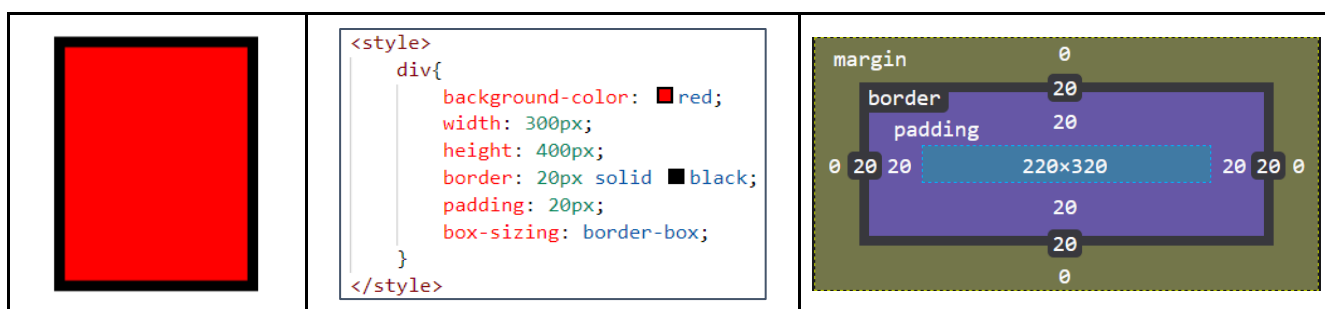 <style>
div{
background-color: red;
width: 300px;
height: 400px;
border: 20px solid black;
padding: 20px;
box-sizing: border-box;
}
</style>
margin 0
border 20
padding 20
0 20 20 220×320 20 20 0
20
20
0